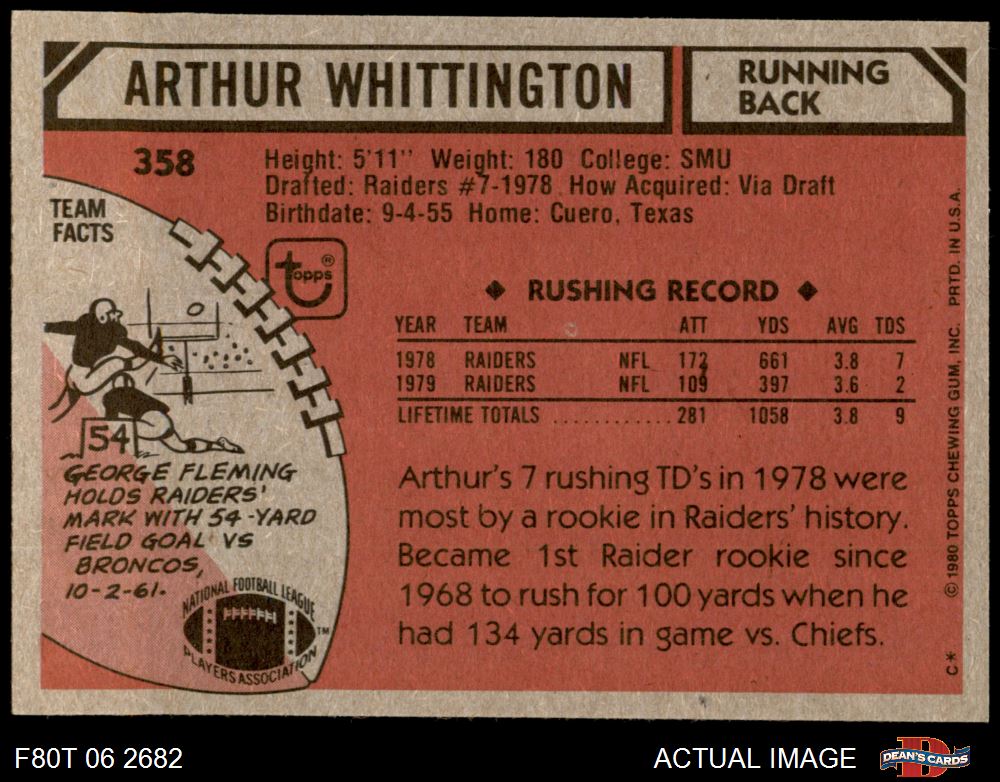 ARTHUR WHITTINGTON
RUNNING
BACK
358
Height: 5'11" Weight: 180 College: SMU
Drafted: Raiders #7-1978 How Acquired: Via Draft
Birthdate: 9-4-55 Home: Cuero, Texas
TEAM
FACTS
topps®
◆ RUSHING RECORD ◆
YEAR TEAM ATT YDS AVG TDS
1978 RAIDERS NFL 172 661 3.8 7
1979 RAIDERS NFL 109 397 3.6 2
LIFETIME TOTALS ............ 281 1058 3.8 9
54
GEORGE FLEMING
HOLDS RAIDERS'
MARK WITH 54-YARD
FIELD GOAL VS
BRONCOS,
10-2-61.
NATIONAL FOOTBALL LEAGUE
PLAYERS ASSOCIATION
TM
Arthur's 7 rushing TD's in 1978 were
most by a rookie in Raiders' history.
Became 1st Raider rookie since
1968 to rush for 100 yards when he
had 134 yards in game vs. Chiefs.
C* © 1980 TOPPS CHEWING GUM, INC. PRTD. IN U.S.A.
F80T 06 2682
ACTUAL IMAGE
DEAN'S CARDS